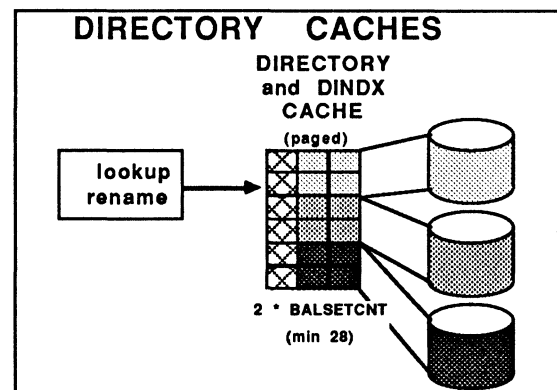 DIRECTORY CACHES
DIRECTORY
and DINDX
CACHE
(paged)
lookup
rename
2 * BALSETCNT
(min 28)